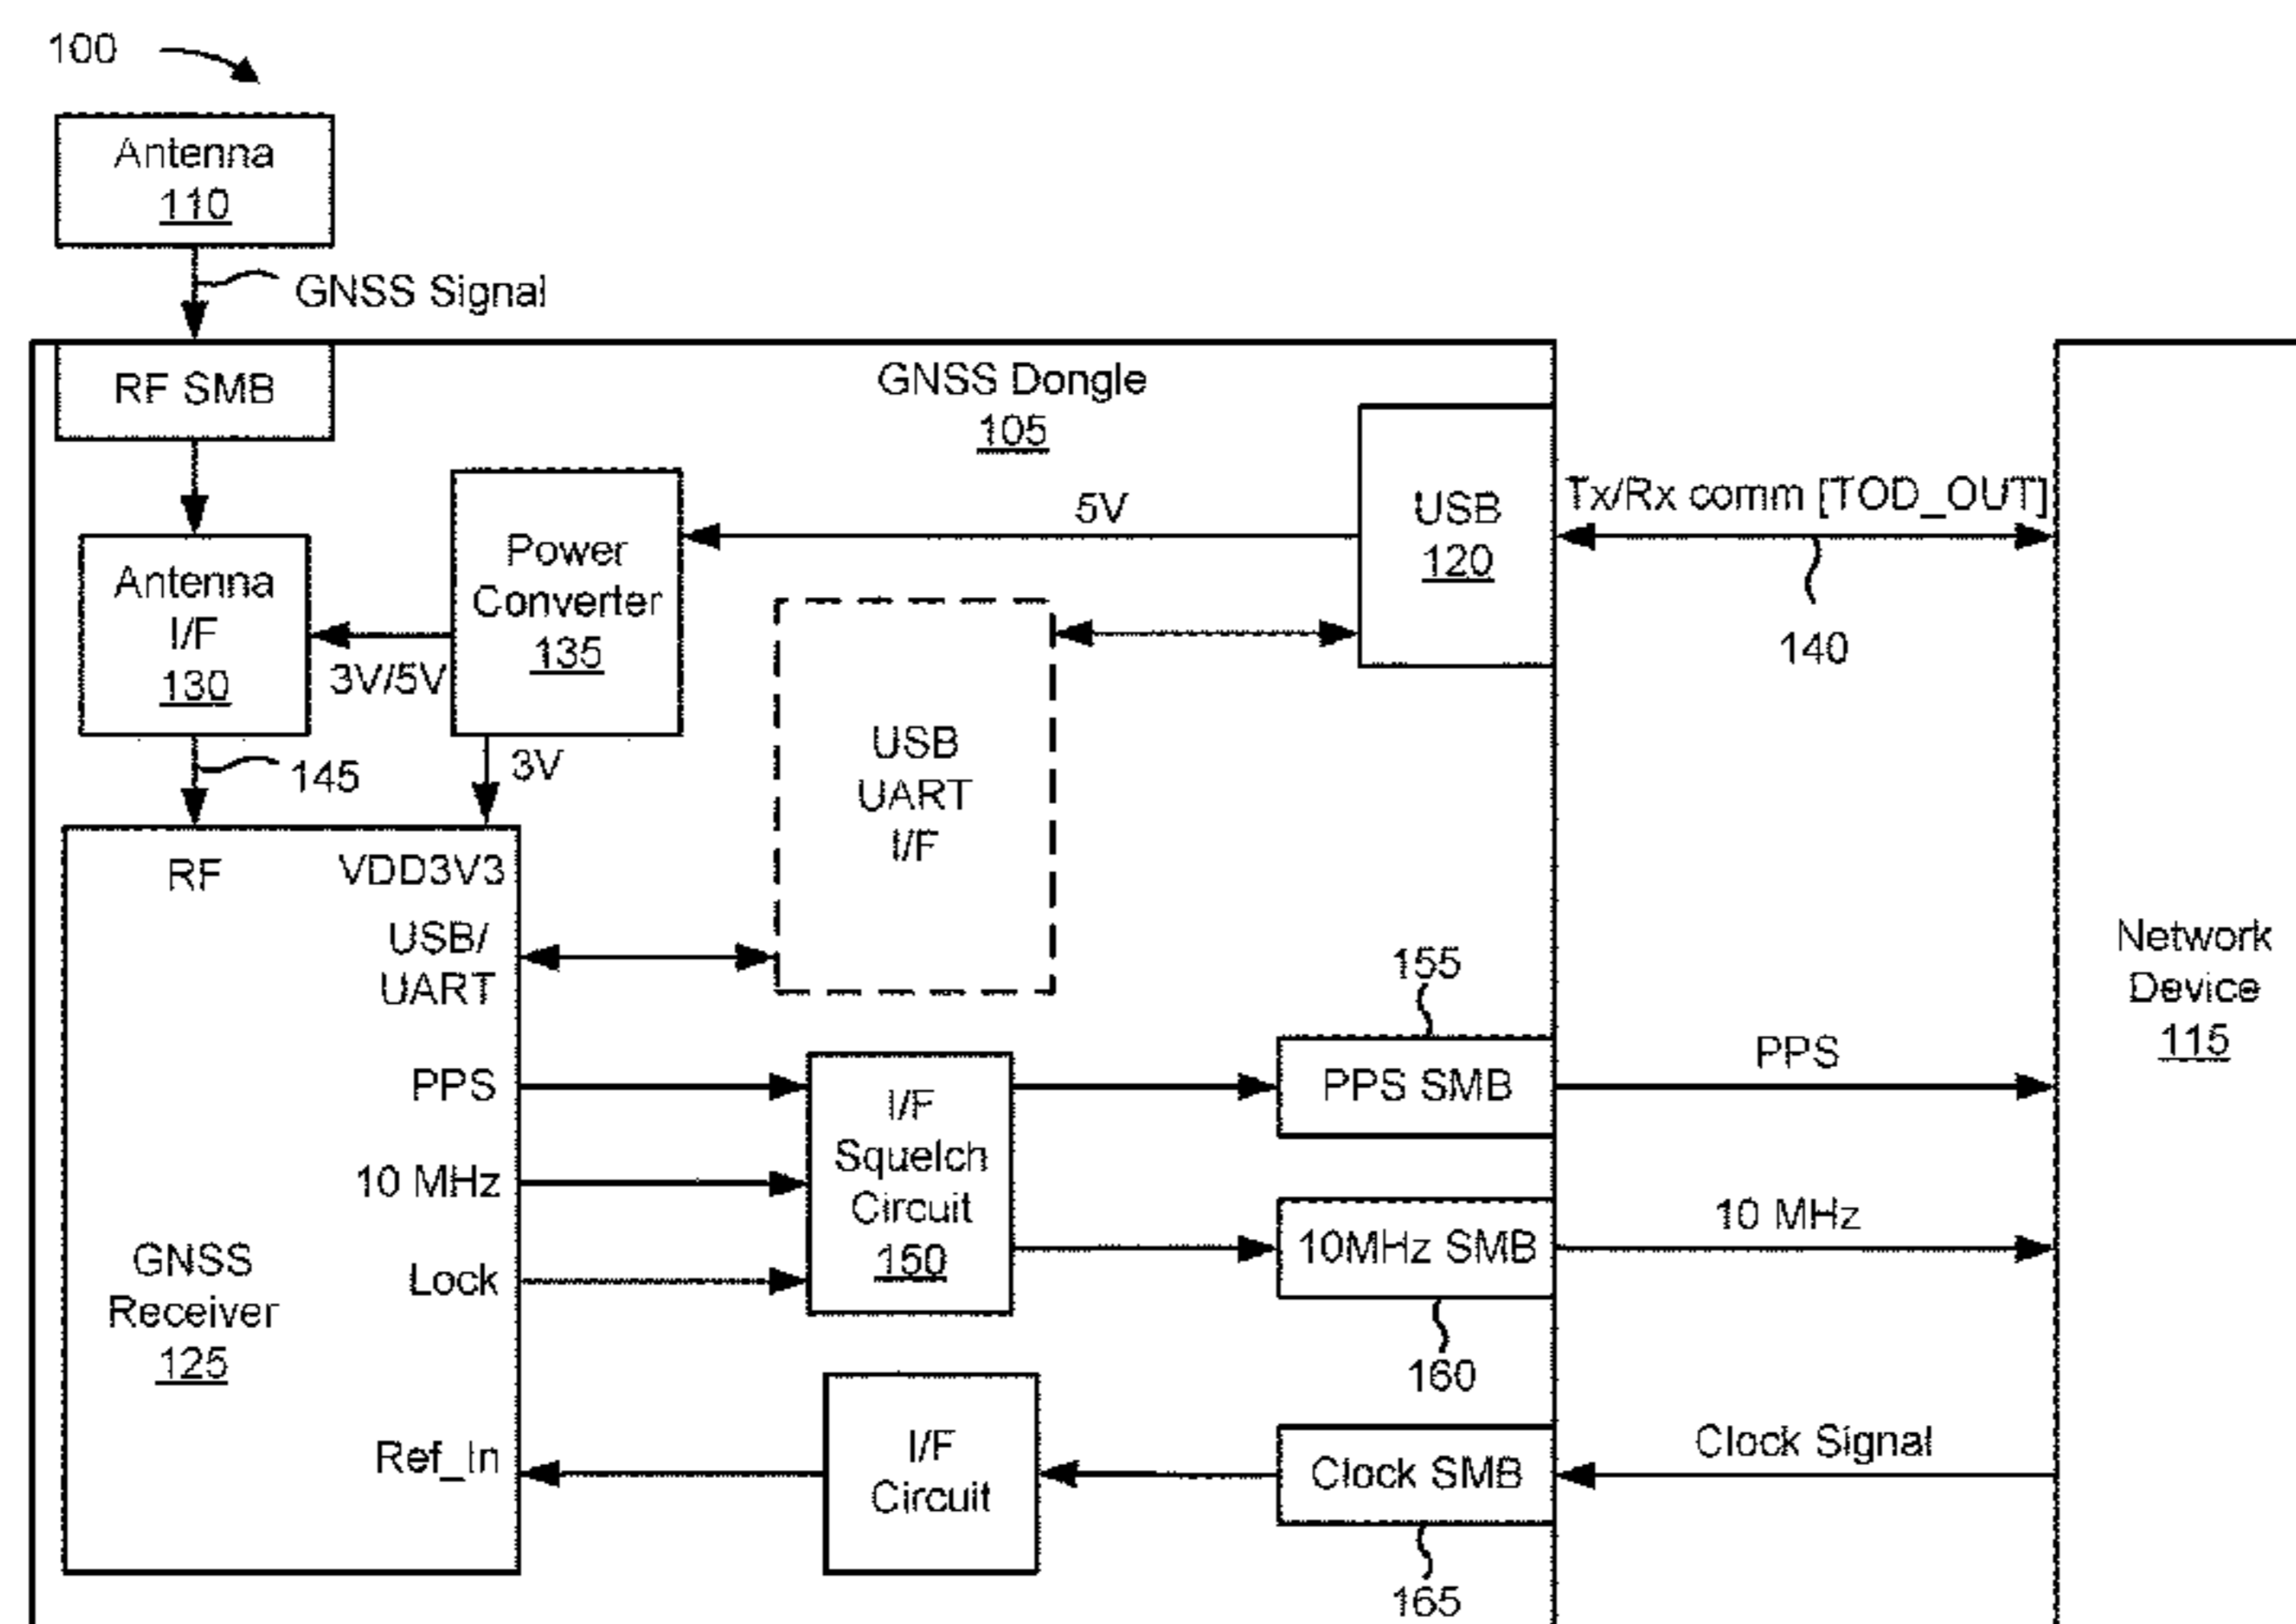 100
Antenna
110
GNSS Signal
RF SMB
GNSS Dongle
105
USB
120
Tx/Rx comm [TOD_OUT]
140
5V
Power
Converter
135
Antenna
I/F
130
3V/5V
145
3V
USB
UART
I/F
RF
VDD3V3
USB/
UART
PPS
10 MHz
Lock
GNSS
Receiver
125
Ref_In
I/F
Squelch
Circuit
150
155
PPS SMB
PPS
10MHz SMB
10 MHz
160
I/F
Circuit
Clock SMB
Clock Signal
165
Network
Device
115